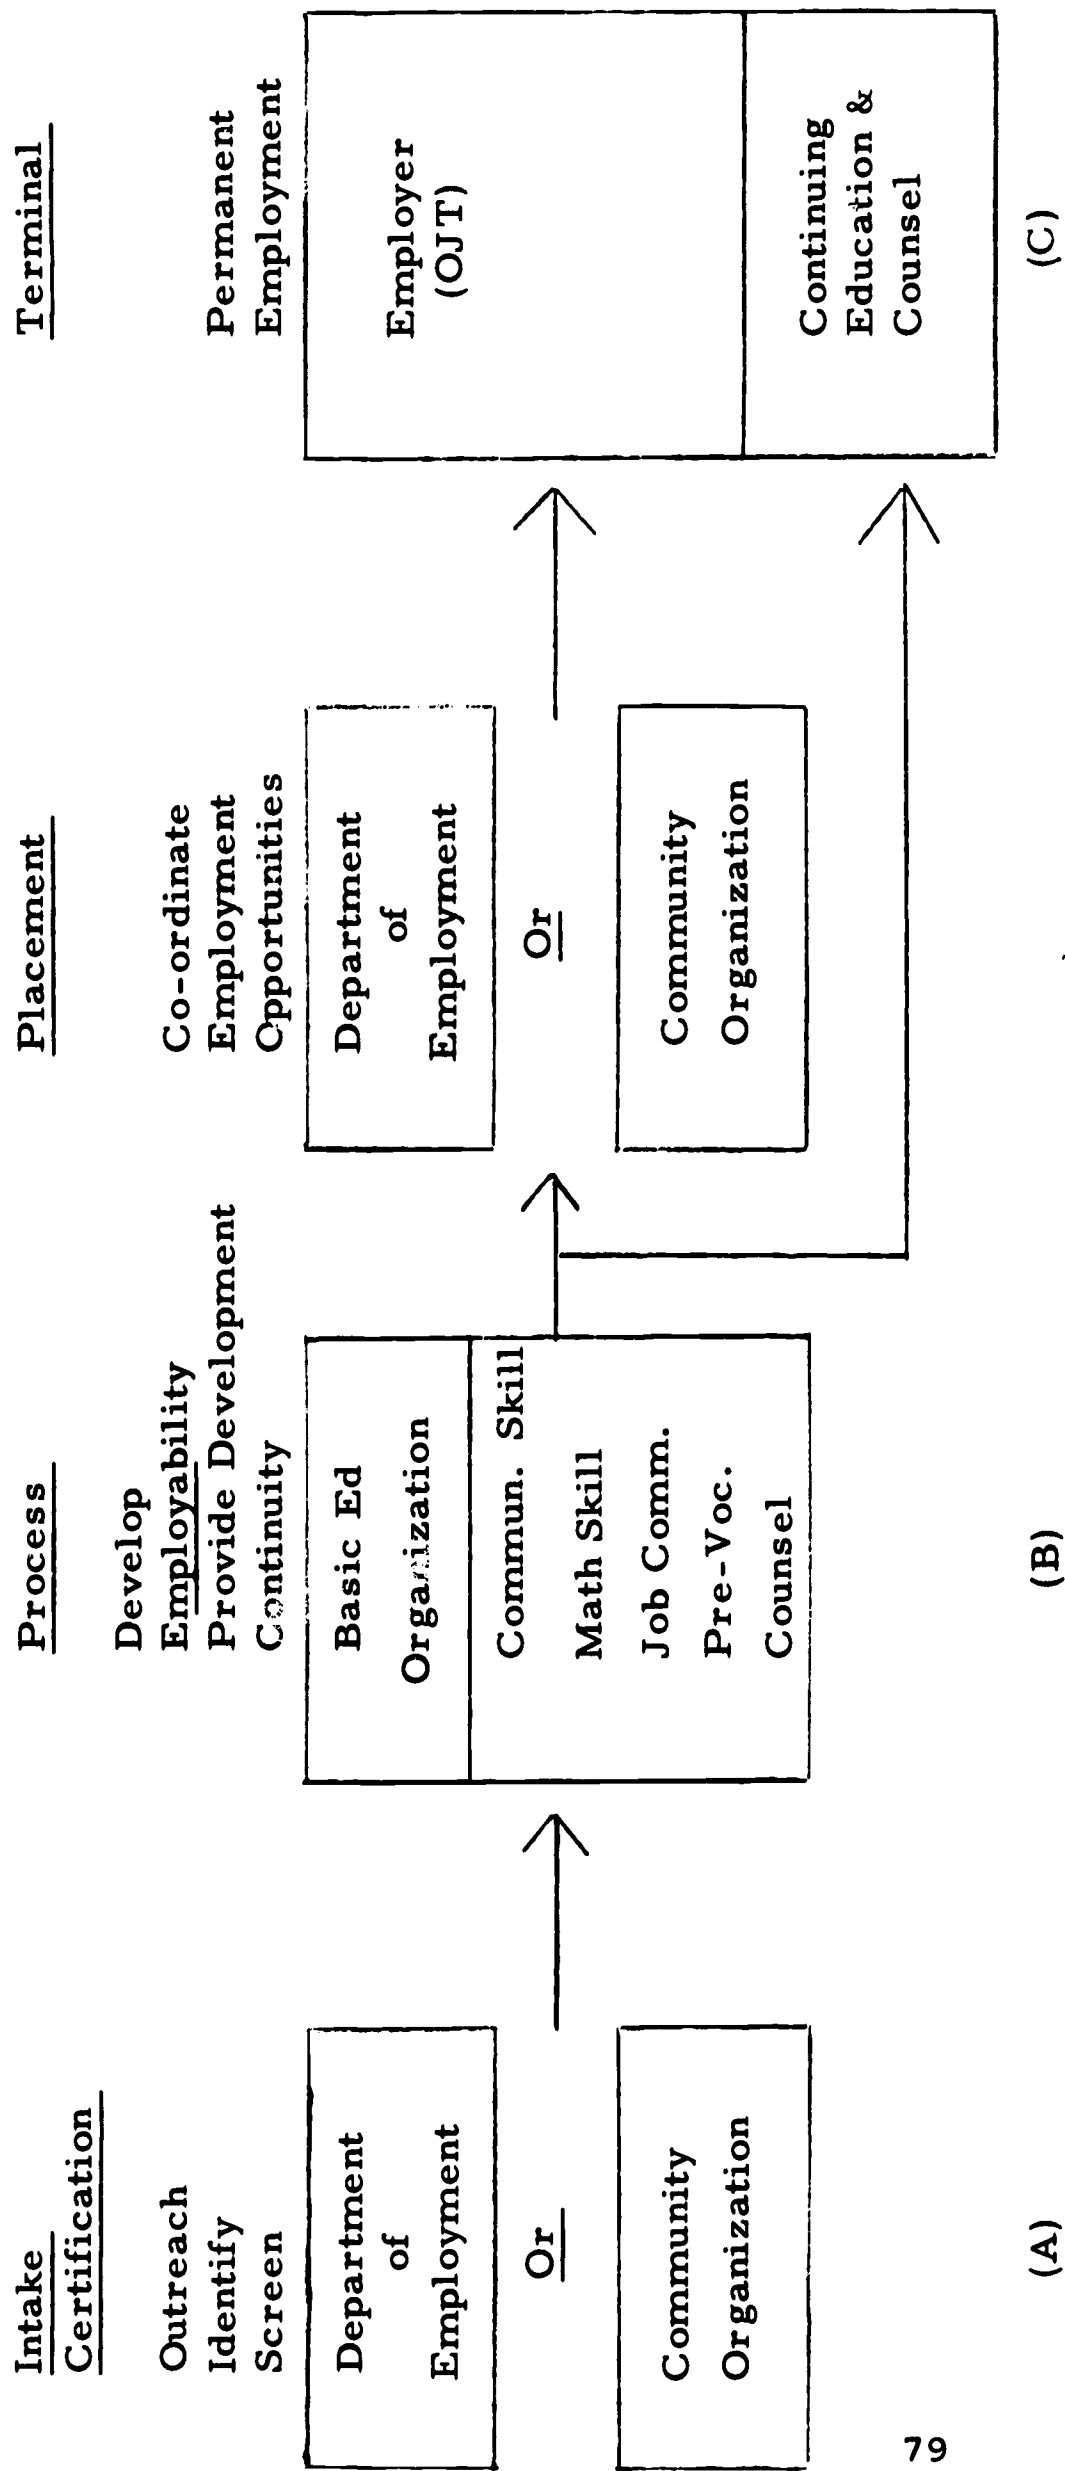 Intake
Certification
Outreach
Identify
Screen
Department
of
Employment
Or
Community
Organization
(A)
Process
Develop
Employability
Provide Development
Continuity
Basic Ed
Organization
Commun. Skill
Math Skill
Job Comm.
Pre-Voc.
Counsel
(B)
Placement
Co-ordinate
Employment
Opportunities
Department
of
Employment
Or
Community
Organization
Terminal
Permanent
Employment
Employer
(OJT)
Continuing
Education &
Counsel
(C)
79